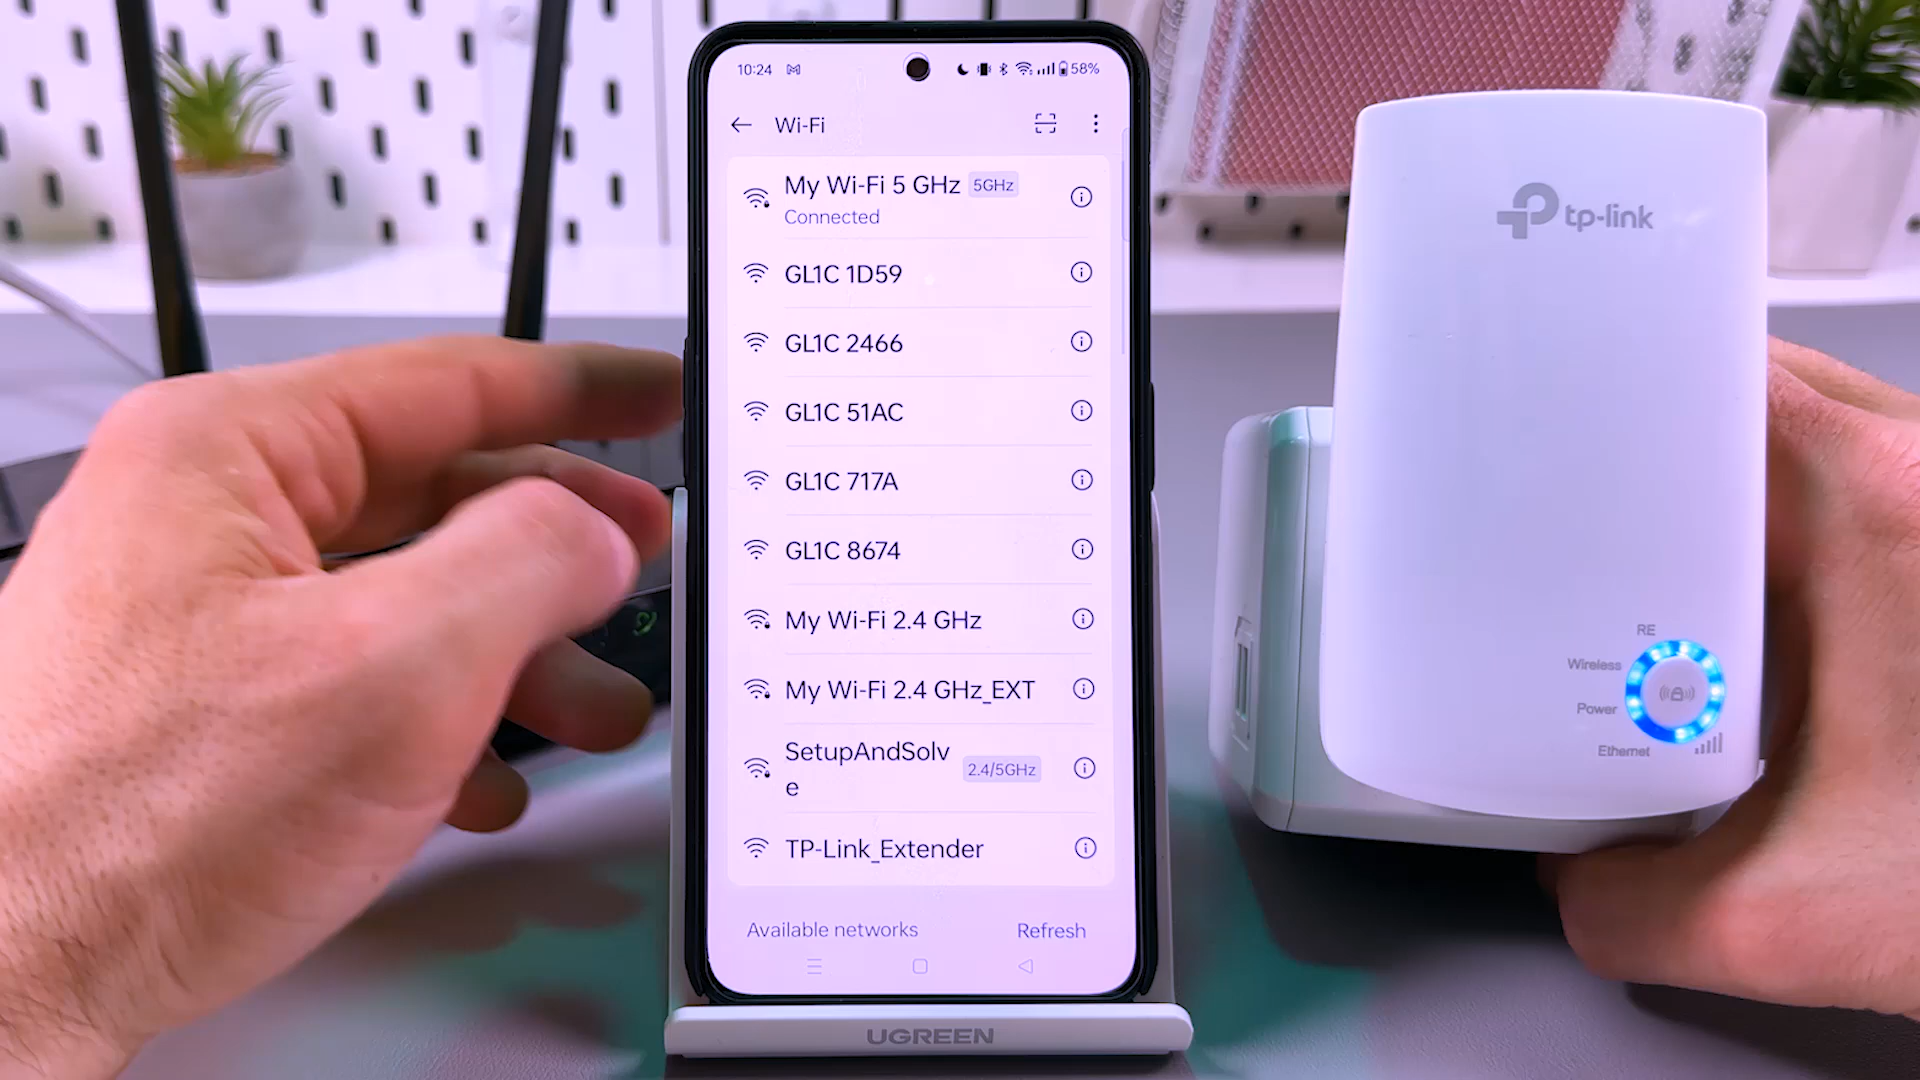 10:24
58%
Wi-Fi
My Wi-Fi 5 GHz 5GHz
Connected
GL1C 1D59
GL1C 2466
GL1C 51AC
GL1C 717A
GL1C 8674
My Wi-Fi 2.4 GHz
My Wi-Fi 2.4 GHz_EXT
SetupAndSolv
e
2.4/5GHz
TP-Link_Extender
Available networks Refresh
UGREEN
tp-link
RE
Wireless
Power
Ethernet